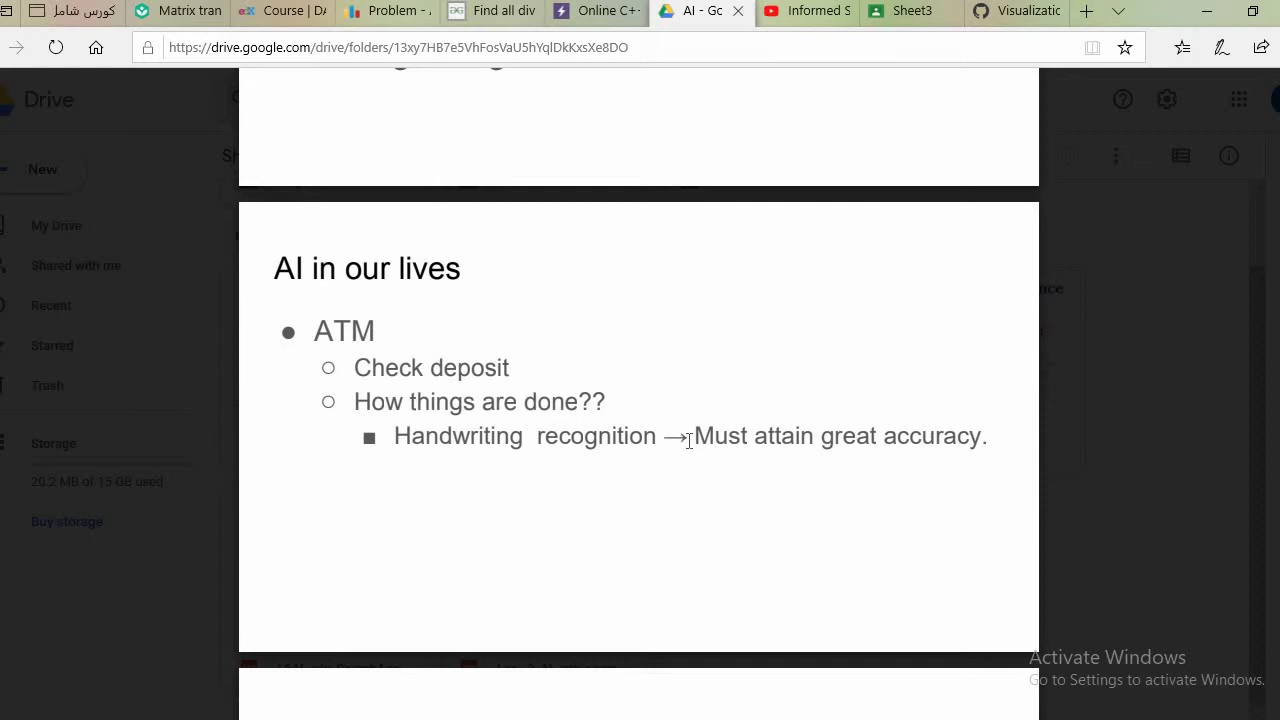 كورس شامل
Matrix tran
Course | DA
Problem - A
Find all div
Online C+-
AI - Go
Informed S
Sheet3
Visualizatic
https://drive.google.com/drive/folders/13xy7HB7e5VhFosVaU5hYqlDkKxsXe8DO
Drive
New
My Drive
Shared with me
Recent
Starred
Trash
Storage
20.2 MB of 15 GB used
Buy storage
AI in our lives
● ATM
○ Check deposit
○ How things are done??
■ Handwriting recognition → Must attain great accuracy.
Activate Windows
Go to Settings to activate Windows.